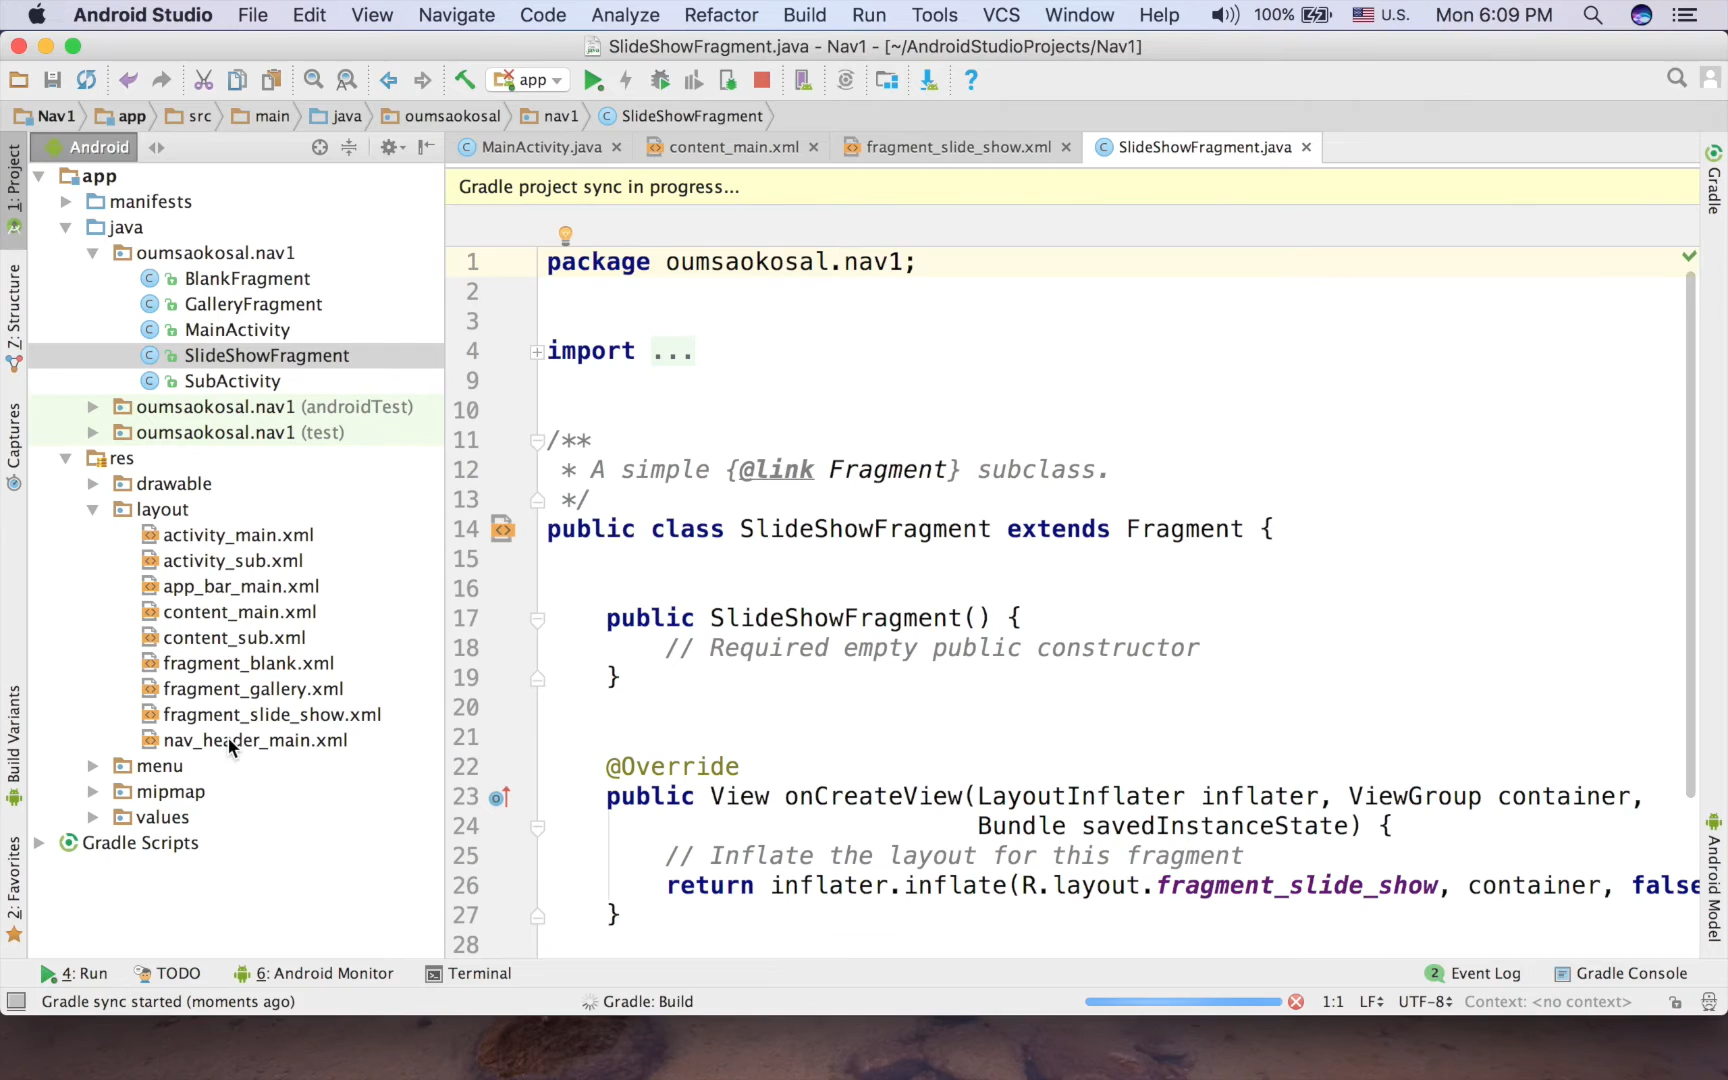 Android Studio File Edit View Navigate Code Analyze Refactor Build Run Tools VCS Window Help 100% U.S. Mon 6:09 PM
SlideShowFragment.java - Nav1 - [~/AndroidStudioProjects/Nav1]
app
Nav1 app src main java oumsaokosal nav1 SlideShowFragment
Android
MainActivity.java content_main.xml fragment_slide_show.xml SlideShowFragment.java
Gradle project sync in progress...
1: Project
Z: Structure
Captures
Build Variants
2: Favorites
app
manifests
java
oumsaokosal.nav1
BlankFragment
GalleryFragment
MainActivity
SlideShowFragment
SubActivity
oumsaokosal.nav1 (androidTest)
oumsaokosal.nav1 (test)
res
drawable
layout
activity_main.xml
activity_sub.xml
app_bar_main.xml
content_main.xml
content_sub.xml
fragment_blank.xml
fragment_gallery.xml
fragment_slide_show.xml
nav_header_main.xml
menu
mipmap
values
Gradle Scripts
1 package oumsaokosal.nav1;
2
3
4 import ...
9
10
11 /**
12 * A simple {@link Fragment} subclass.
13 */
14 public class SlideShowFragment extends Fragment {
15
16
17 public SlideShowFragment() {
18 // Required empty public constructor
19 }
20
21
22 @Override
23 public View onCreateView(LayoutInflater inflater, ViewGroup container,
24 Bundle savedInstanceState) {
25 // Inflate the layout for this fragment
26 return inflater.inflate(R.layout.fragment_slide_show, container, false
27 }
28
Gradle
Android Model
4: Run TODO 6: Android Monitor Terminal 2 Event Log Gradle Console
Gradle sync started (moments ago) Gradle: Build 1:1 LF UTF-8 Context: <no context>